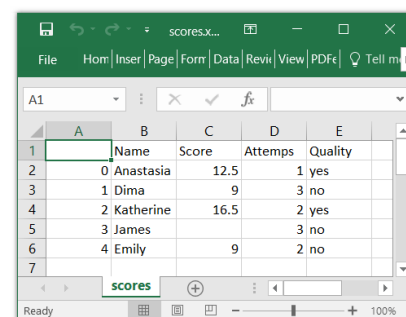 scores.x...
File Hom Inser Page Forr Data Revi View PDFe Tell m
A1 fx
A B C D E
1 Name Score Attemps Quality
2 0 Anastasia 12.5 1 yes
3 1 Dima 9 3 no
4 2 Katherine 16.5 2 yes
5 3 James 3 no
6 4 Emily 9 2 no
7
scores
Ready 100%